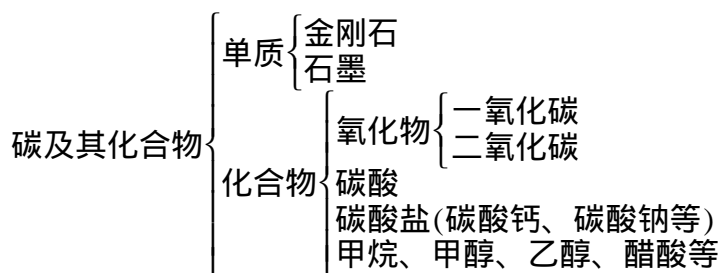 单质
金刚石
石墨
碳及其化合物
化合物
氧化物
一氧化碳
二氧化碳
碳酸
碳酸盐(碳酸钙、碳酸钠等)
甲烷、甲醇、乙醇、醋酸等